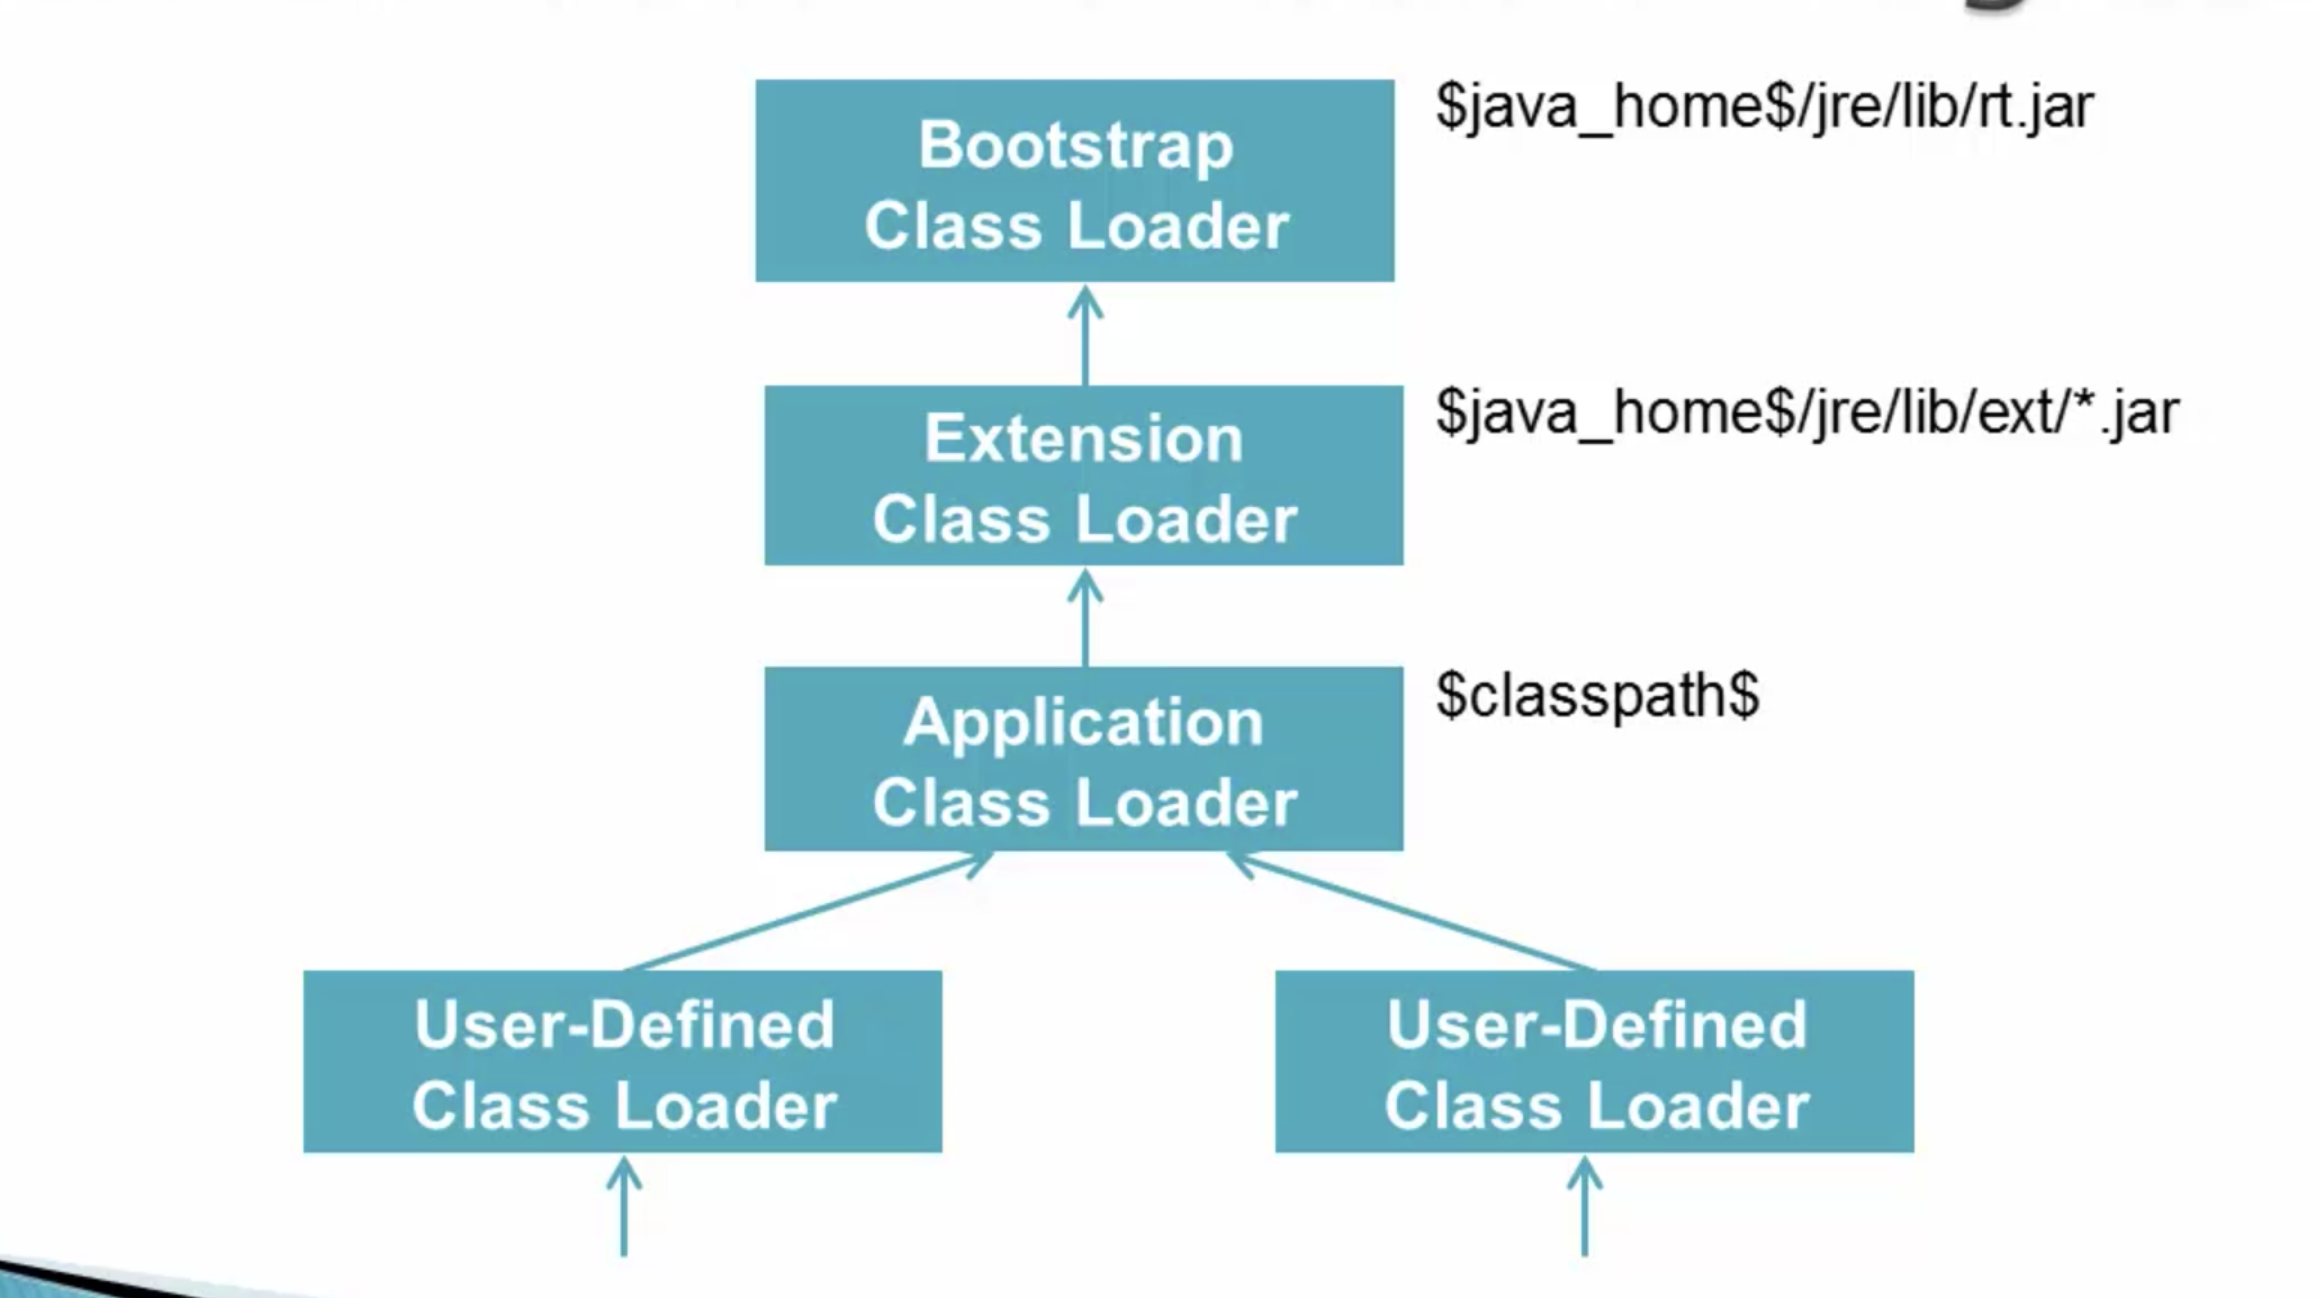 Bootstrap
Class Loader
$java_home$/jre/lib/rt.jar
Extension
Class Loader
$java_home$/jre/lib/ext/*.jar
Application
Class Loader
$classpath$
User-Defined
Class Loader
User-Defined
Class Loader